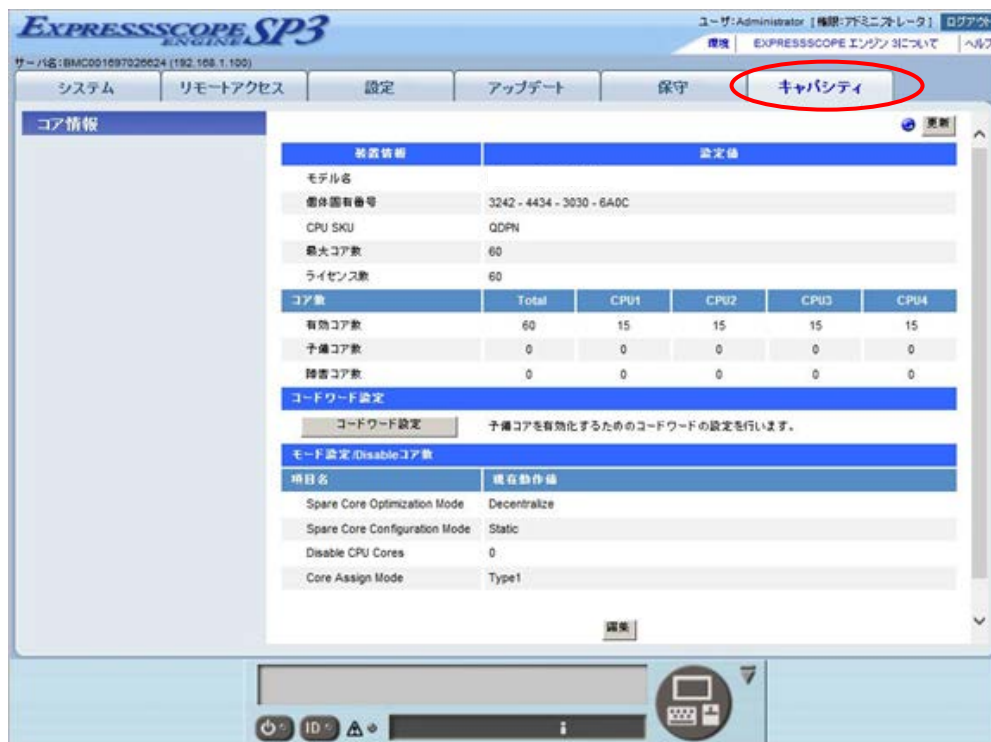 EXPRESSSCOPE ENGINE SP3
ユーザ:Administrator [権限:アドミニストレータ] ログアウト
環境 EXPRESSSCOPE エンジン 3について ヘルプ
サーバ名:BMC001697026624 (192.168.1.100)
システム リモートアクセス 設定 アップデート 保守 キャパシティ
コア情報
更新
装置情報 設定値
モデル名
個体固有番号 3242 - 4434 - 3030 - 6A0C
CPU SKU QDPN
最大コア数 60
ライセンス数 60
コア数 Total CPU1 CPU2 CPU3 CPU4
有効コア数 60 15 15 15 15
予備コア数 0 0 0 0 0
障害コア数 0 0 0 0 0
コードワード設定
コードワード設定 予備コアを有効化するためのコードワードの設定を行います。
モード設定/Disableコア数
項目名 現在動作値
Spare Core Optimization Mode Decentralize
Spare Core Configuration Mode Static
Disable CPU Cores 0
Core Assign Mode Type1
編集
ID